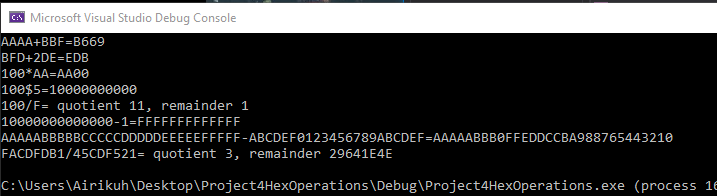 Microsoft Visual Studio Debug Console
AAAA+BBF=B669
BFD+2DE=EDB
100*AA=AA00
100$5=10000000000
100/F= quotient 11, remainder 1
10000000000000-1=FFFFFFFFFFFFF
AAAAABBBBBCCCCCDDDDDEEEEEFFFFF-ABCDEF0123456789ABCDEF=AAAAABBB0FFEDDCCBA988765443210
FACDFDB1/45CDF521= quotient 3, remainder 29641E4E
C:\Users\Airikuh\Desktop\Project4HexOperations\Debug\Project4HexOperations.exe (process 16